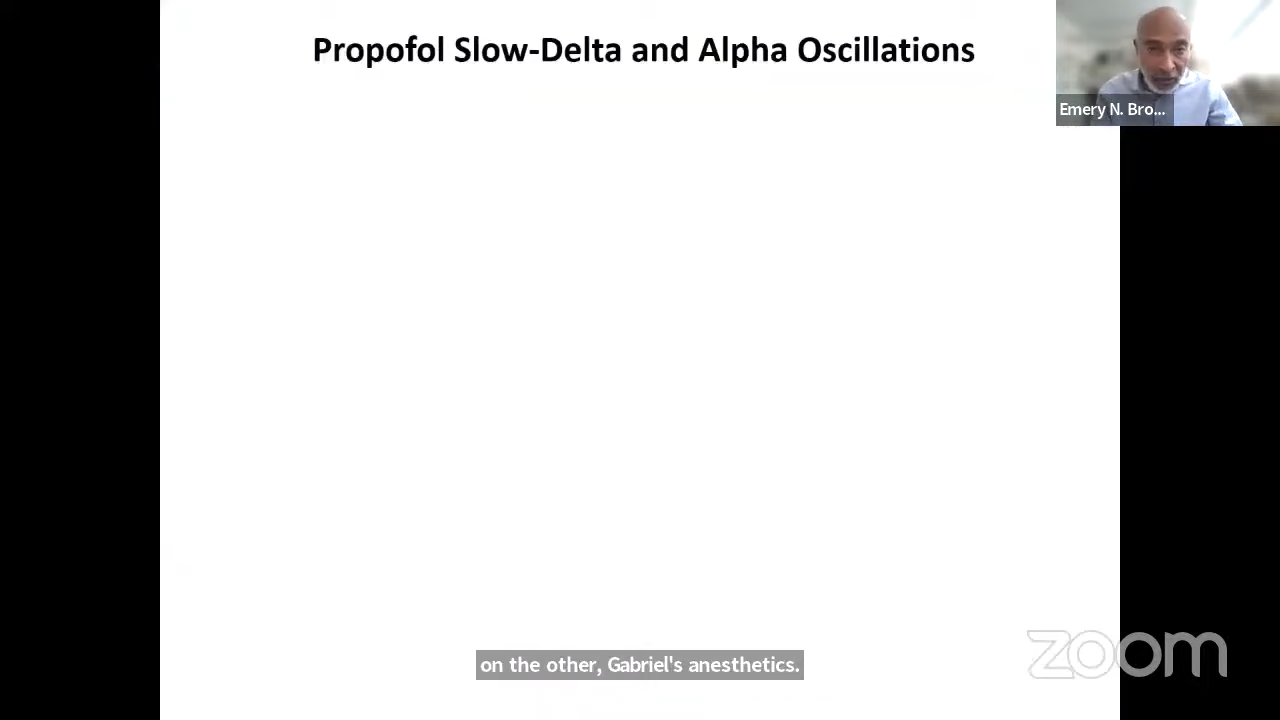 Propofol Slow-Delta and Alpha Oscillations
Emery N. Bro...
on the other, Gabriel's anesthetics.
zoom